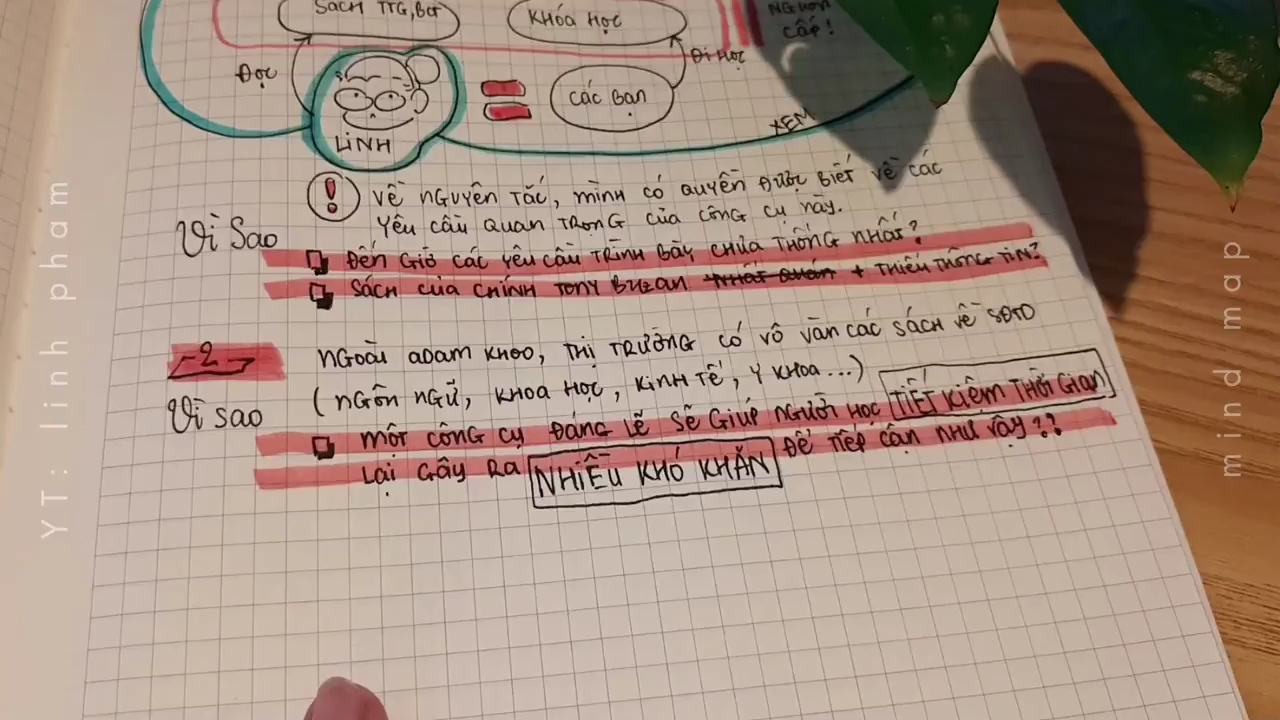 SÁCH TTG, BCT
KHÓA HỌC
NGUỒN
CẤP!
ĐỌC
ĐI HỌC
CÁC BẠN
LINH
XEM
! VỀ NGUYÊN TẮC, MÌNH CÓ QUYỀN ĐƯỢC BIẾT VỀ CÁC
YÊU CẦU QUAN TRỌNG CỦA CÔNG CỤ NÀY.
Vì Sao
ĐẾN GIỜ CÁC YÊU CẦU TRÌNH BÀY CHƯA THỐNG NHẤT?
SÁCH CỦA CHÍNH TONY BUZAN NHẤT QUÁN + THIẾU THÔNG TIN?
2
NGOÀI ADAM KHOO, THỊ TRƯỜNG CÓ VÔ VÀN CÁC SÁCH VỀ SĐTD
(NGÔN NGỮ, KHOA HỌC, KINH TẾ, Y KHOA...)
Vì sao
MỘT CÔNG CỤ ĐÁNG LẼ SẼ GIÚP NGƯỜI HỌC TIẾT KIỆM THỜI GIAN
LẠI GÂY RA NHIỀU KHÓ KHĂN ĐỂ TIẾP CẬN NHƯ VẬY??
YT: linh pham
mind map